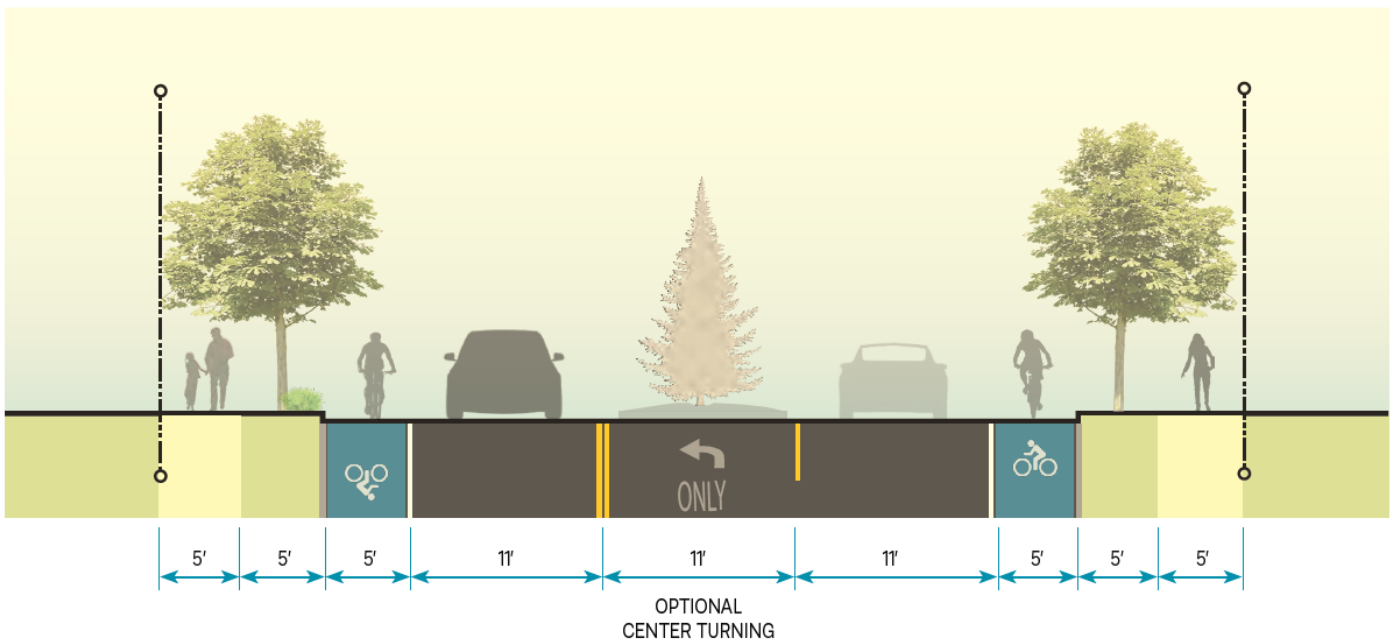 ONLY
5′ 5′ 5′ 11′ 11′ 11′ 5′ 5′ 5′
OPTIONAL
CENTER TURNING